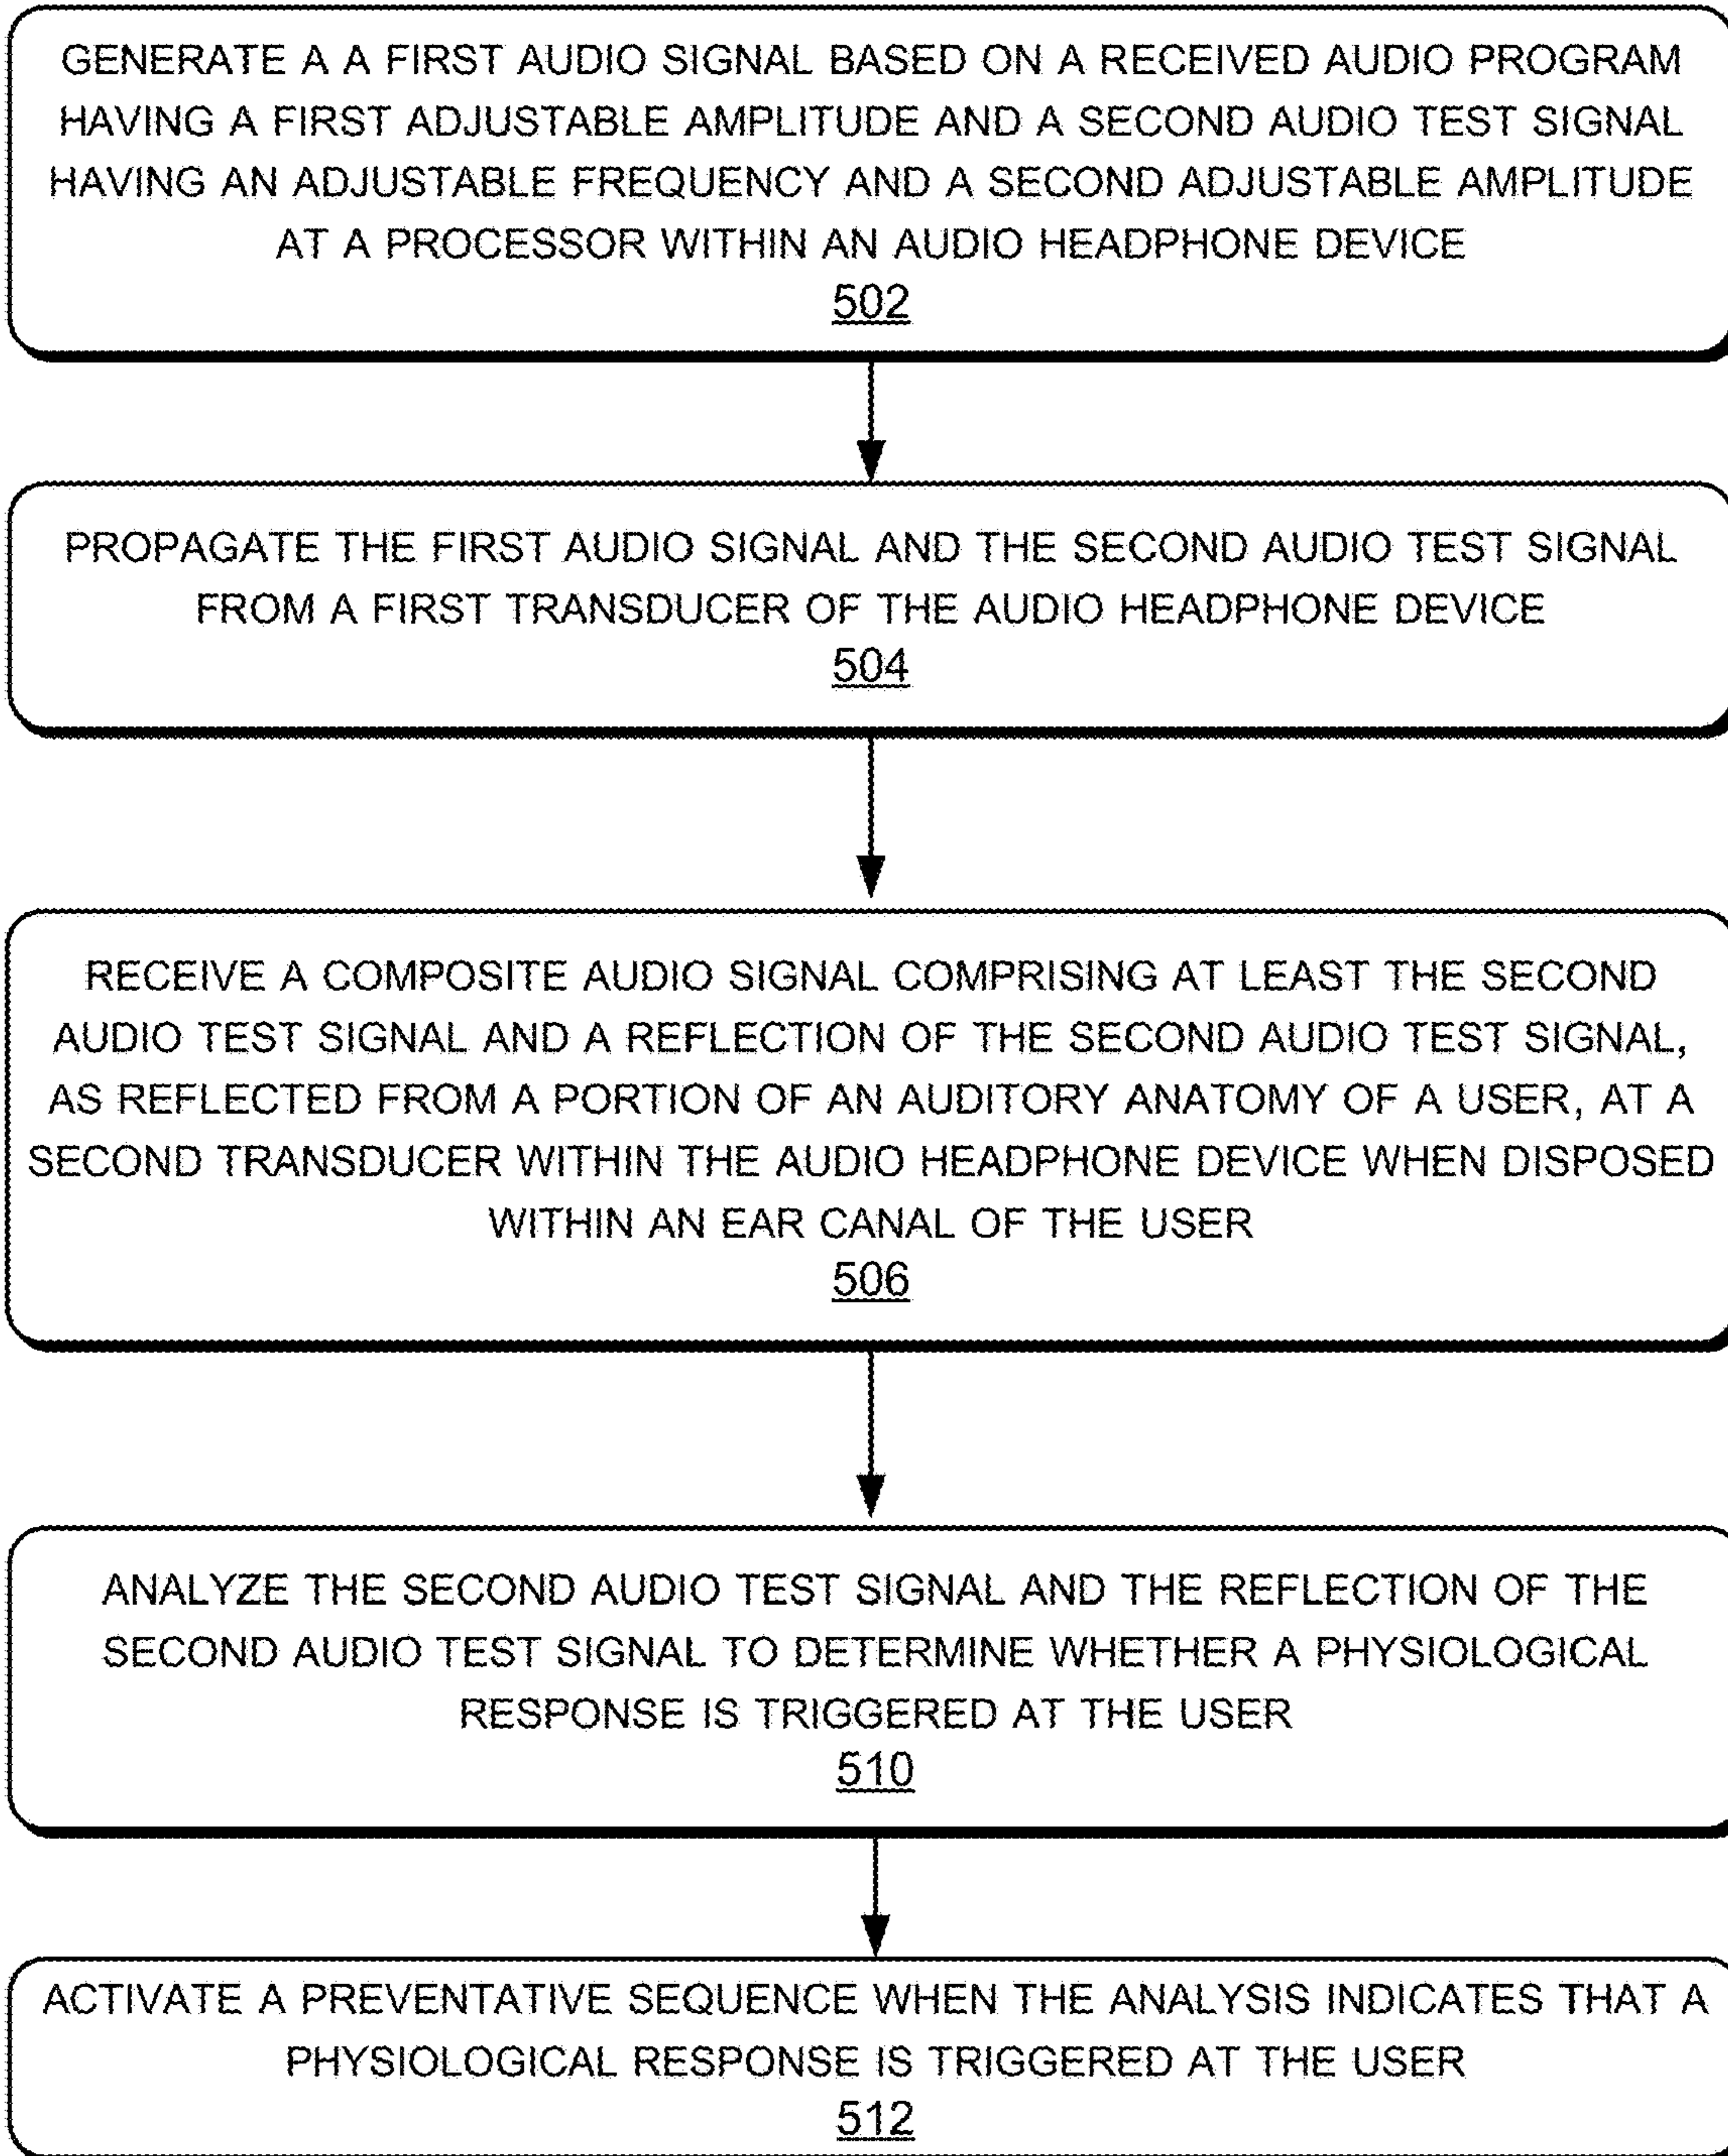 GENERATE A A FIRST AUDIO SIGNAL BASED ON A RECEIVED AUDIO PROGRAM
HAVING A FIRST ADJUSTABLE AMPLITUDE AND A SECOND AUDIO TEST SIGNAL
HAVING AN ADJUSTABLE FREQUENCY AND A SECOND ADJUSTABLE AMPLITUDE
AT A PROCESSOR WITHIN AN AUDIO HEADPHONE DEVICE
502
PROPAGATE THE FIRST AUDIO SIGNAL AND THE SECOND AUDIO TEST SIGNAL
FROM A FIRST TRANSDUCER OF THE AUDIO HEADPHONE DEVICE
504
RECEIVE A COMPOSITE AUDIO SIGNAL COMPRISING AT LEAST THE SECOND
AUDIO TEST SIGNAL AND A REFLECTION OF THE SECOND AUDIO TEST SIGNAL,
AS REFLECTED FROM A PORTION OF AN AUDITORY ANATOMY OF A USER, AT A
SECOND TRANSDUCER WITHIN THE AUDIO HEADPHONE DEVICE WHEN DISPOSED
WITHIN AN EAR CANAL OF THE USER
506
ANALYZE THE SECOND AUDIO TEST SIGNAL AND THE REFLECTION OF THE
SECOND AUDIO TEST SIGNAL TO DETERMINE WHETHER A PHYSIOLOGICAL
RESPONSE IS TRIGGERED AT THE USER
510
ACTIVATE A PREVENTATIVE SEQUENCE WHEN THE ANALYSIS INDICATES THAT A
PHYSIOLOGICAL RESPONSE IS TRIGGERED AT THE USER
512